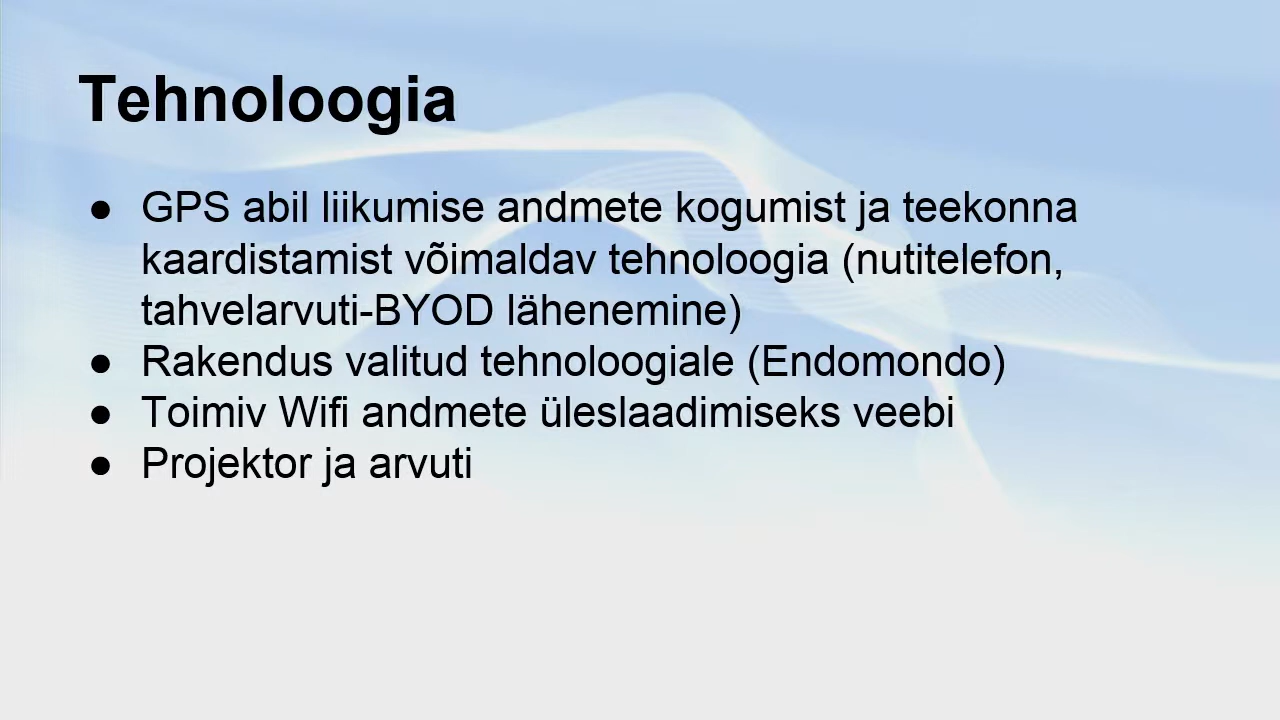 Tehnoloogia
● GPS abil liikumise andmete kogumist ja teekonna
kaardistamist võimaldav tehnoloogia (nutitelefon,
tahvelarvuti-BYOD lähenemine)
● Rakendus valitud tehnoloogiale (Endomondo)
● Toimiv Wifi andmete üleslaadimiseks veebi
● Projektor ja arvuti